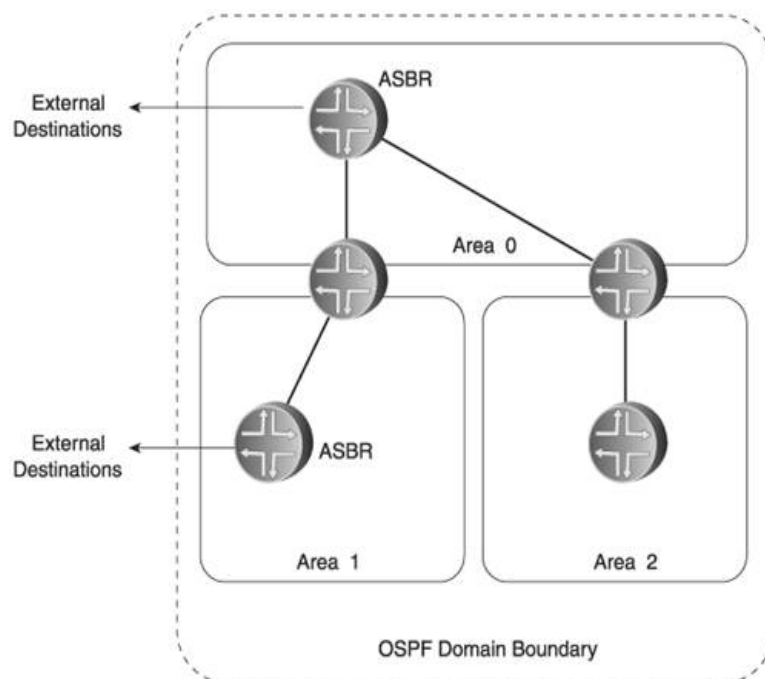 ASBR
External
Destinations
Area 0
External
Destinations
ASBR
Area 1
Area 2
OSPF Domain Boundary